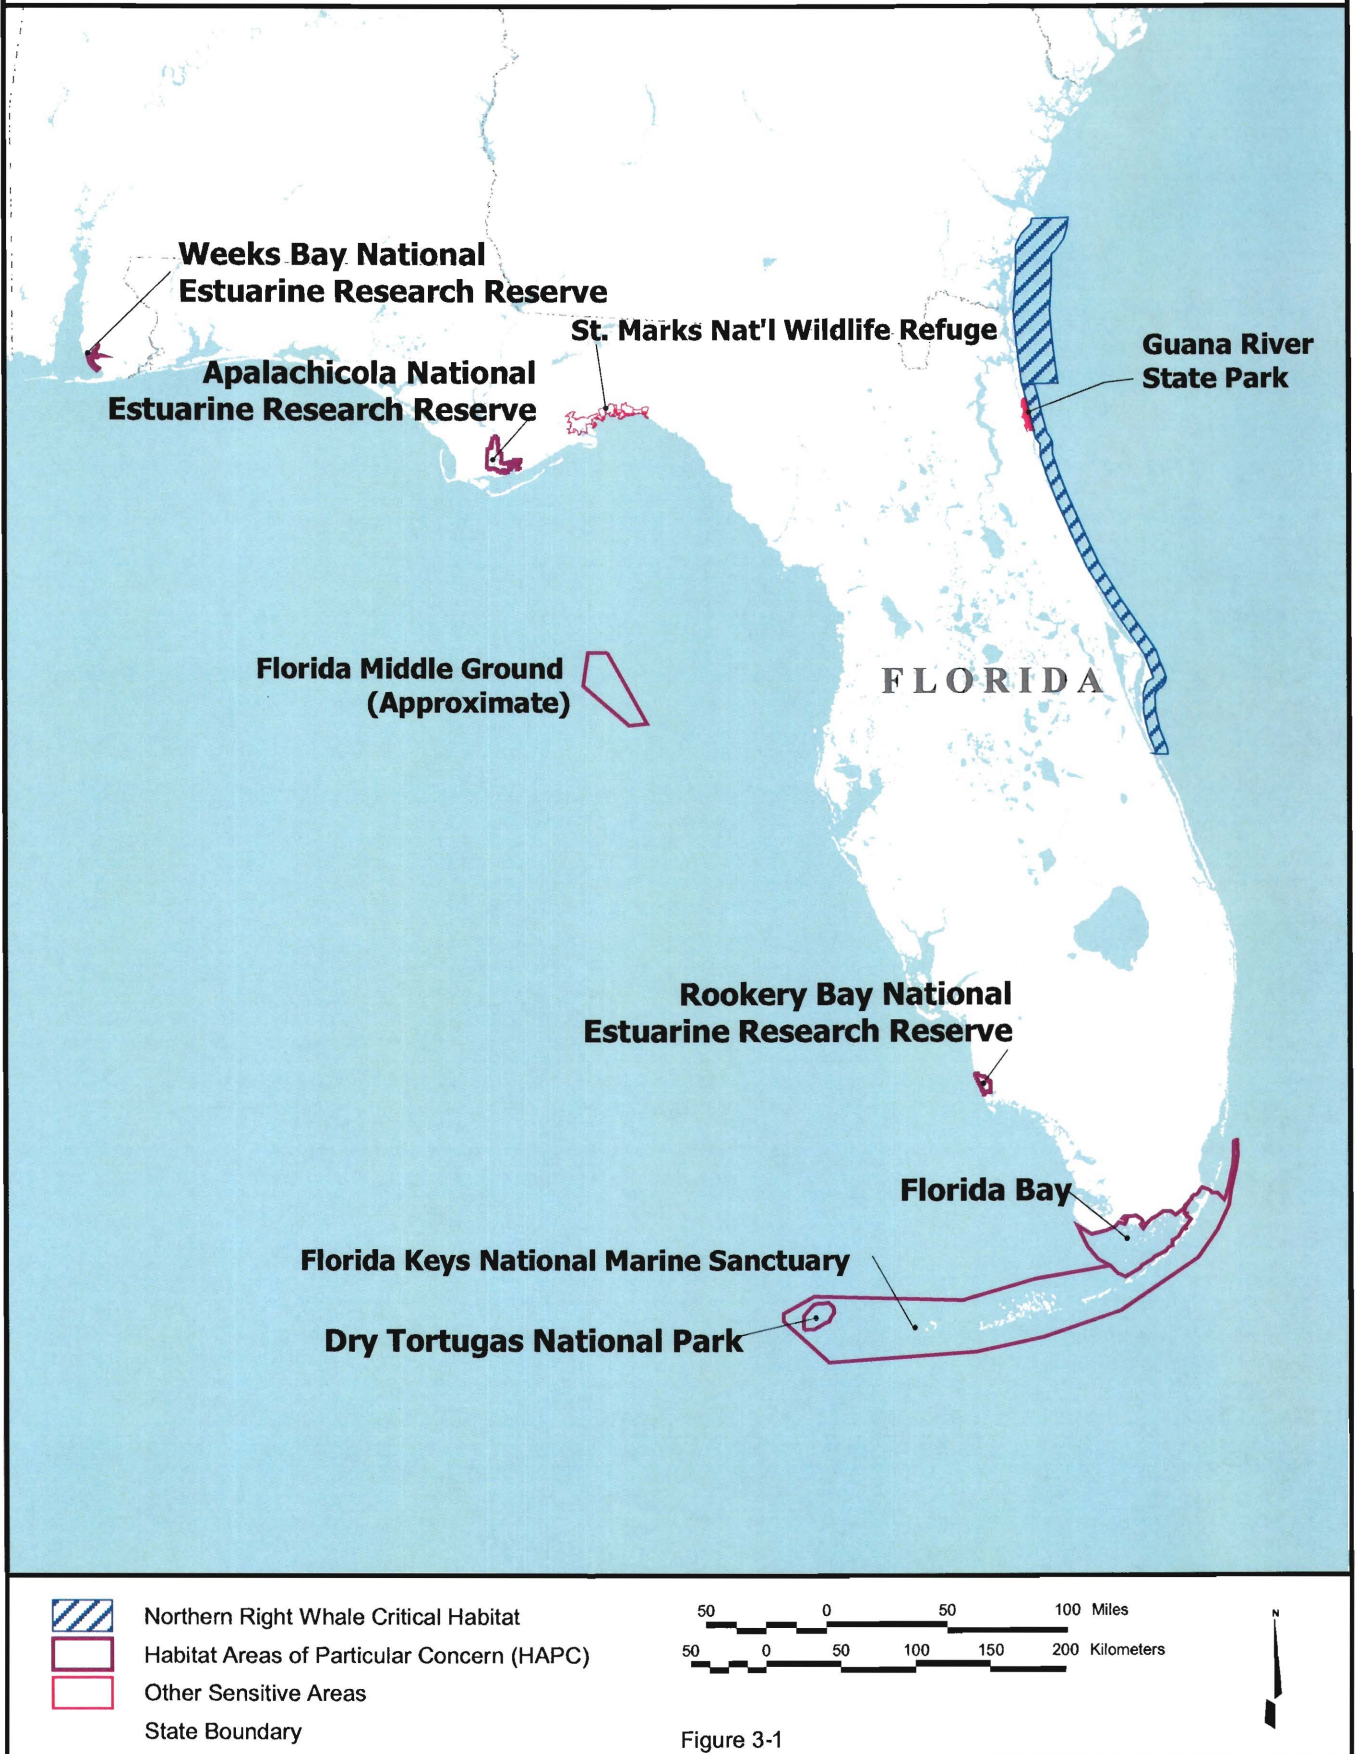 Weeks Bay National
Estuarine Research Reserve
St. Marks Nat'l Wildlife Refuge
Guana River
State Park
Apalachicola National
Estuarine Research Reserve
Florida Middle Ground
(Approximate)
FLORIDA
Rookery Bay National
Estuarine Research Reserve
Florida Bay
Florida Keys National Marine Sanctuary
Dry Tortugas National Park
Northern Right Whale Critical Habitat
Habitat Areas of Particular Concern (HAPC)
Other Sensitive Areas
State Boundary
50 0 50 100 Miles
50 0 50 100 150 200 Kilometers
N
Figure 3-1